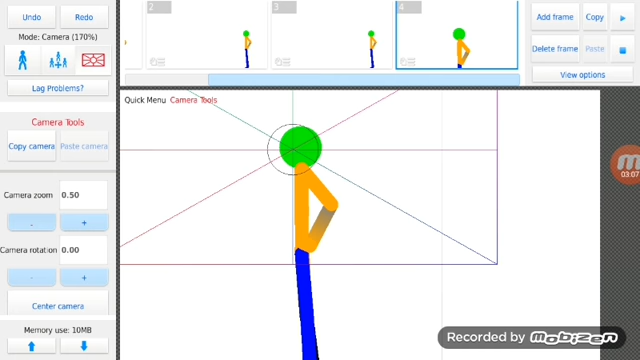 Undo
Redo
Mode: Camera (170%)
Lag Problems?
Camera Tools
Copy camera
Paste camera
Camera zoom
0.50
-
+
Camera rotation
0.00
-
+
Center camera
Memory use: 10MB
2
3
4
Add frame
Copy
Delete frame
Paste
View options
Quick Menu
Camera Tools
03:07
Recorded by Mobizen